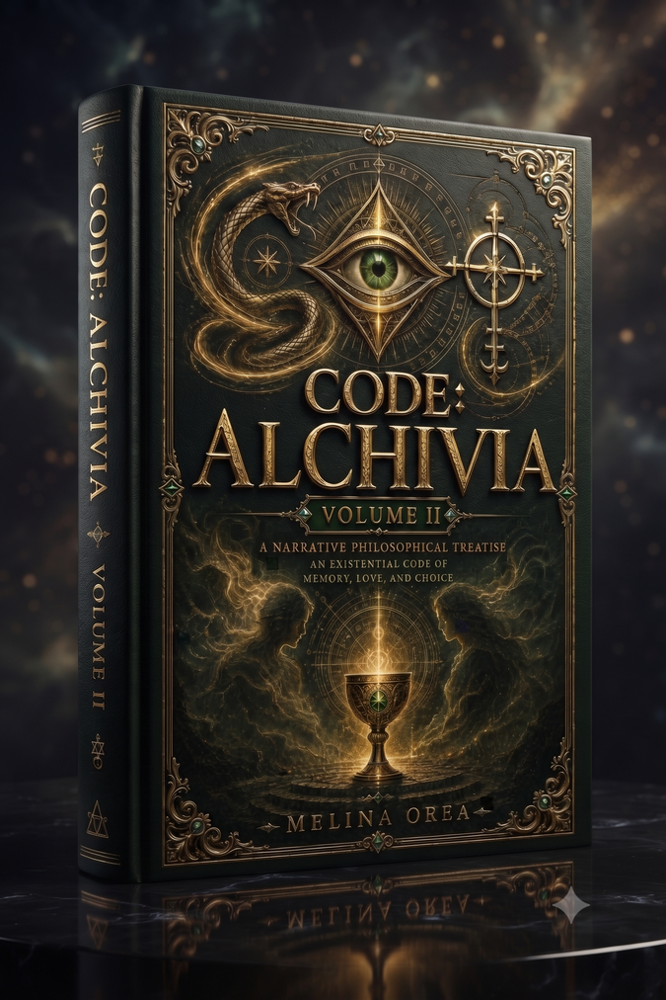 CODE: ALCHIVIA
VOLUME II
CODE:
ALCHIVIA
VOLUME II
A NARRATIVE PHILOSOPHICAL TREATISE
AN EXISTENTIAL CODE OF
MEMORY, LOVE, AND CHOICE
MELINA OREA